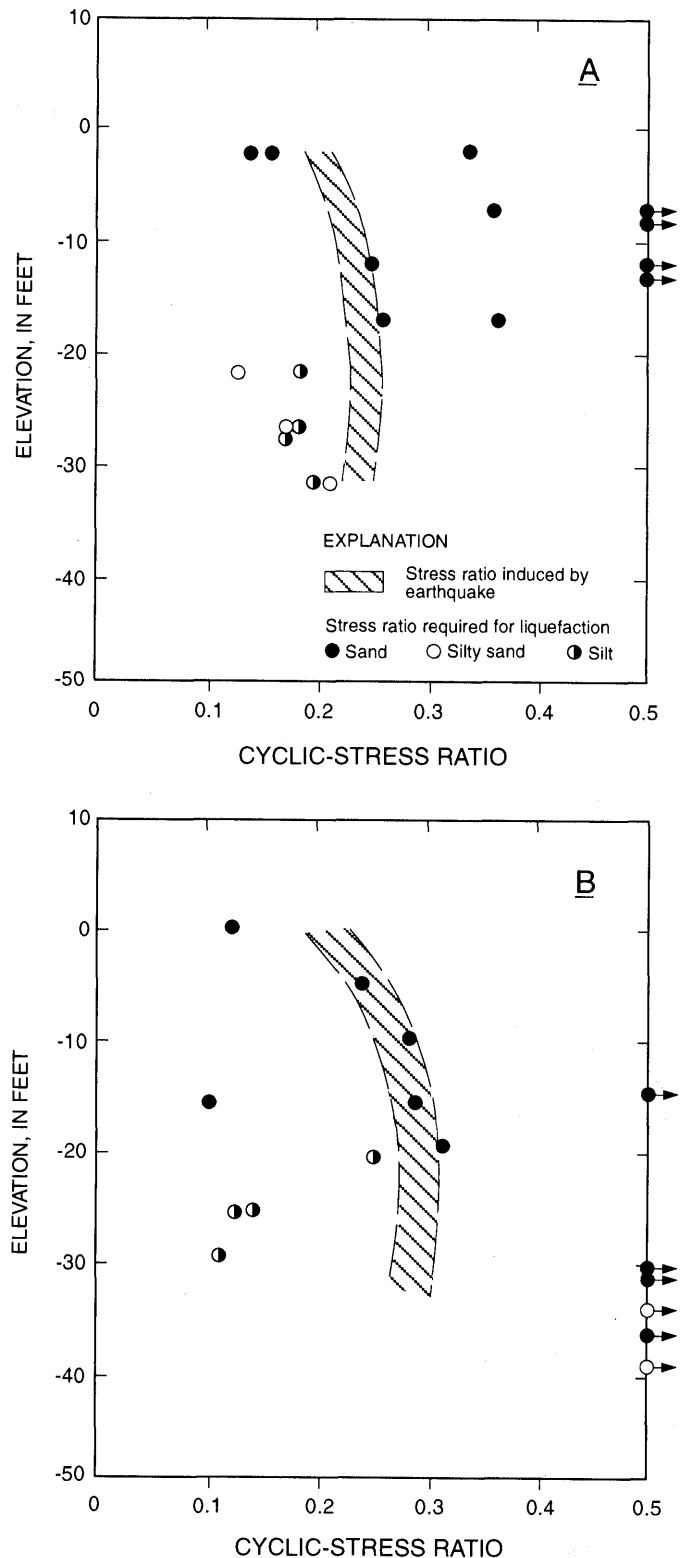 A
10
0
-10
-20
-30
-40
-50
ELEVATION, IN FEET
EXPLANATION
Stress ratio induced by
earthquake
Stress ratio required for liquefaction
Sand Silty sand Silt
0 0.1 0.2 0.3 0.4 0.5
CYCLIC-STRESS RATIO
B
10
0
-10
-20
-30
-40
-50
ELEVATION, IN FEET
0 0.1 0.2 0.3 0.4 0.5
CYCLIC-STRESS RATIO